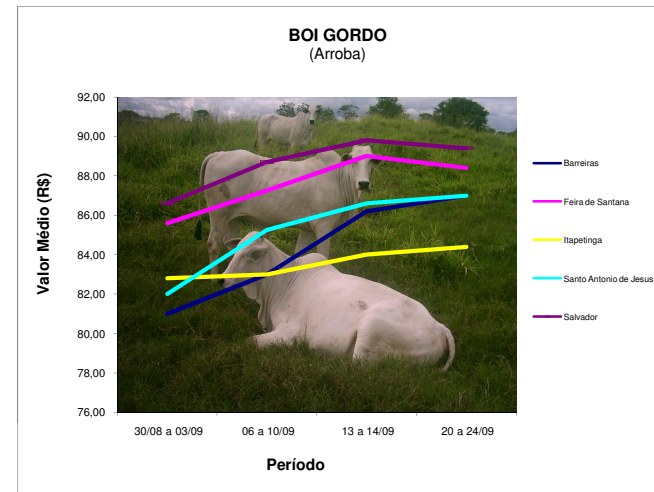 BOI GORDO
(Arroba)
Valor Médio (R$)
92,00
90,00
88,00
86,00
84,00
82,00
80,00
78,00
76,00
30/08 a 03/09
06 a 10/09
13 a 14/09
20 a 24/09
Período
Barreiras
Feira de Santana
Itapetinga
Santo Antonio de Jesus
Salvador